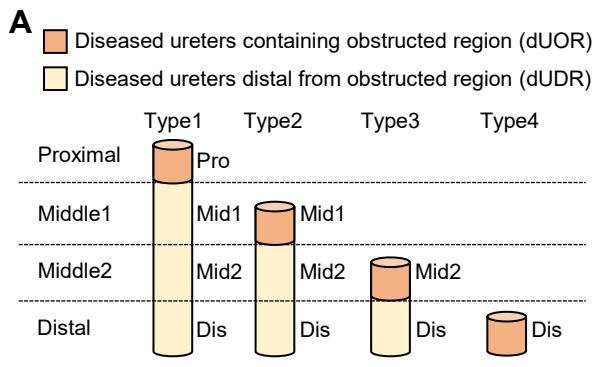 A
Diseased ureters containing obstructed region (dUOR)
Diseased ureters distal from obstructed region (dUDR)
Type1 Type2 Type3 Type4
Proximal Pro
Middle1 Mid1 Mid1
Middle2 Mid2 Mid2 Mid2
Distal Dis Dis Dis Dis